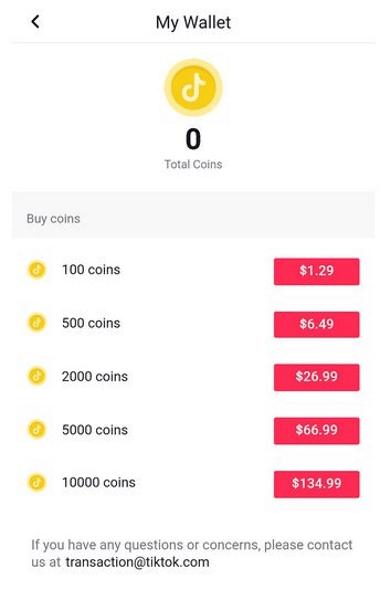 My Wallet
0
Total Coins
Buy coins
100 coins $1.29
500 coins $6.49
2000 coins $26.99
5000 coins $66.99
10000 coins $134.99
If you have any questions or concerns, please contact
us at transaction@tiktok.com